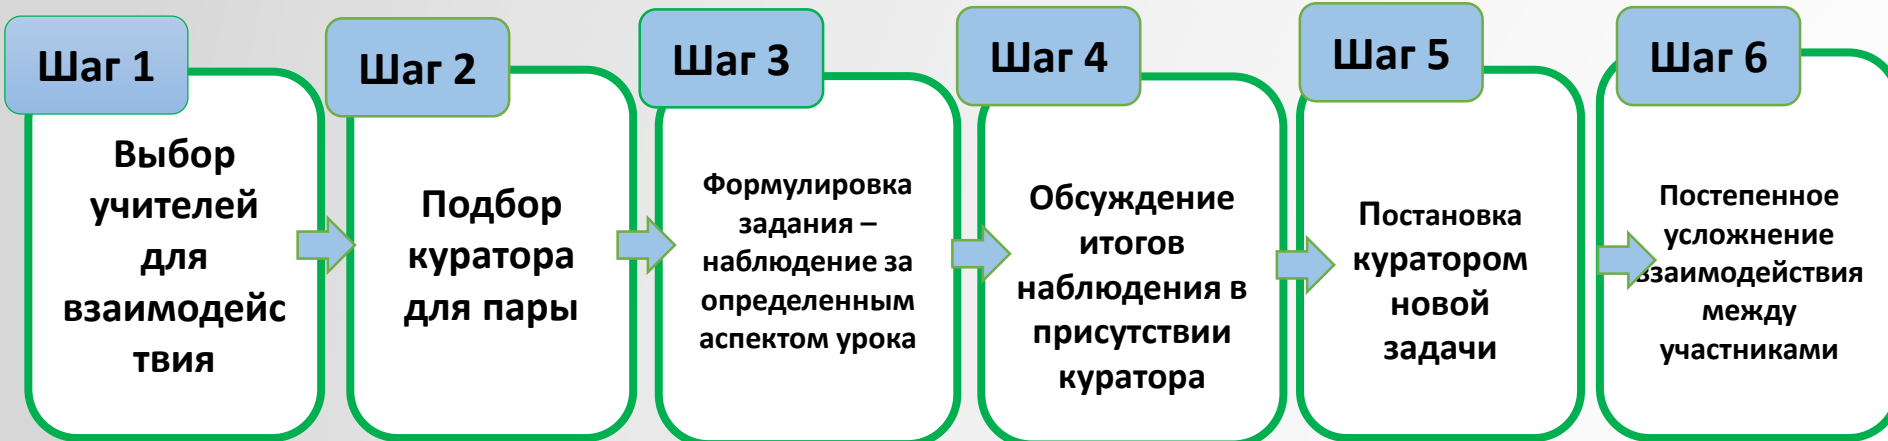 Шаг 1
Выбор
учителей
для
взаимодейс
твия
Шаг 2
Подбор
куратора
для пары
Шаг 3
Формулировка
задания –
наблюдение за
определенным
аспектом урока
Шаг 4
Обсуждение
итогов
наблюдения в
присутствии
куратора
Шаг 5
Постановка
куратором
новой
задачи
Шаг 6
Постепенное
усложнение
взаимодействия
между
участниками